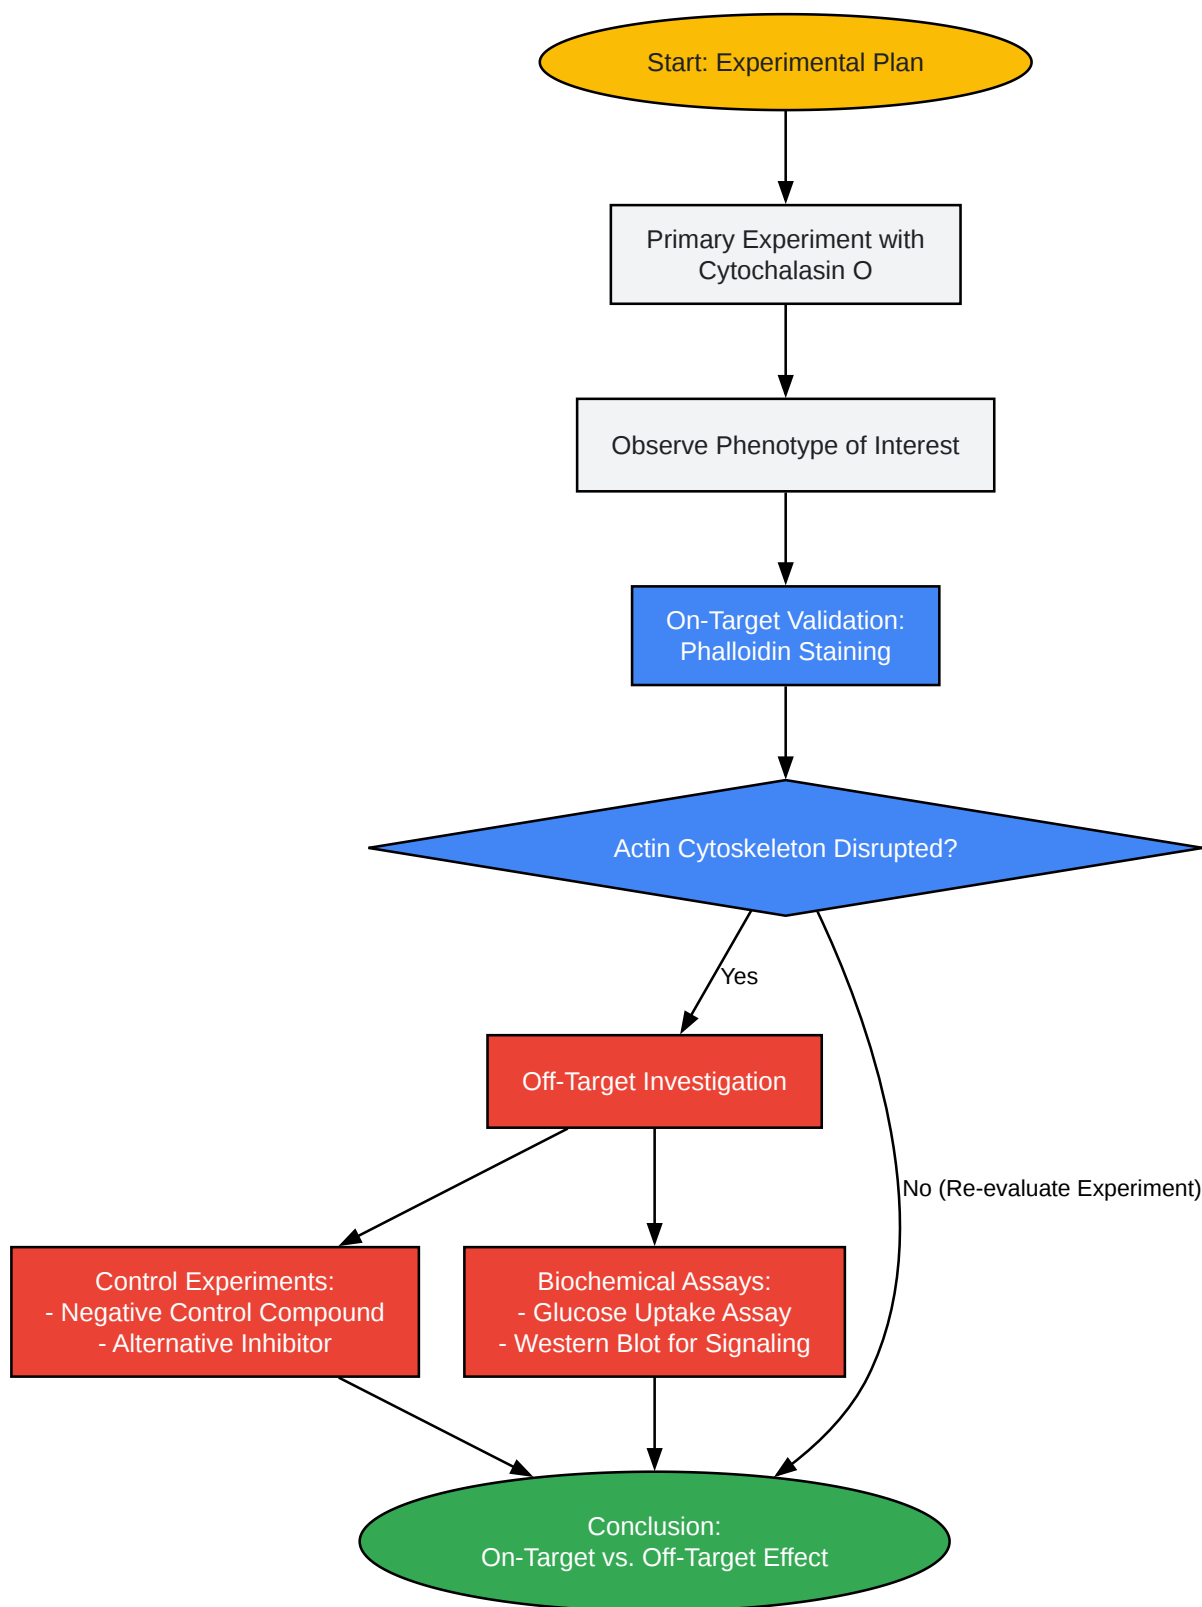 Start: Experimental Plan
Primary Experiment with
Cytochalasin O
Observe Phenotype of Interest
On-Target Validation:
Phalloidin Staining
Actin Cytoskeleton Disrupted?
Yes
Off-Target Investigation
No (Re-evaluate Experiment)
Control Experiments:
- Negative Control Compound
- Alternative Inhibitor
Biochemical Assays:
- Glucose Uptake Assay
- Western Blot for Signaling
Conclusion:
On-Target vs. Off-Target Effect